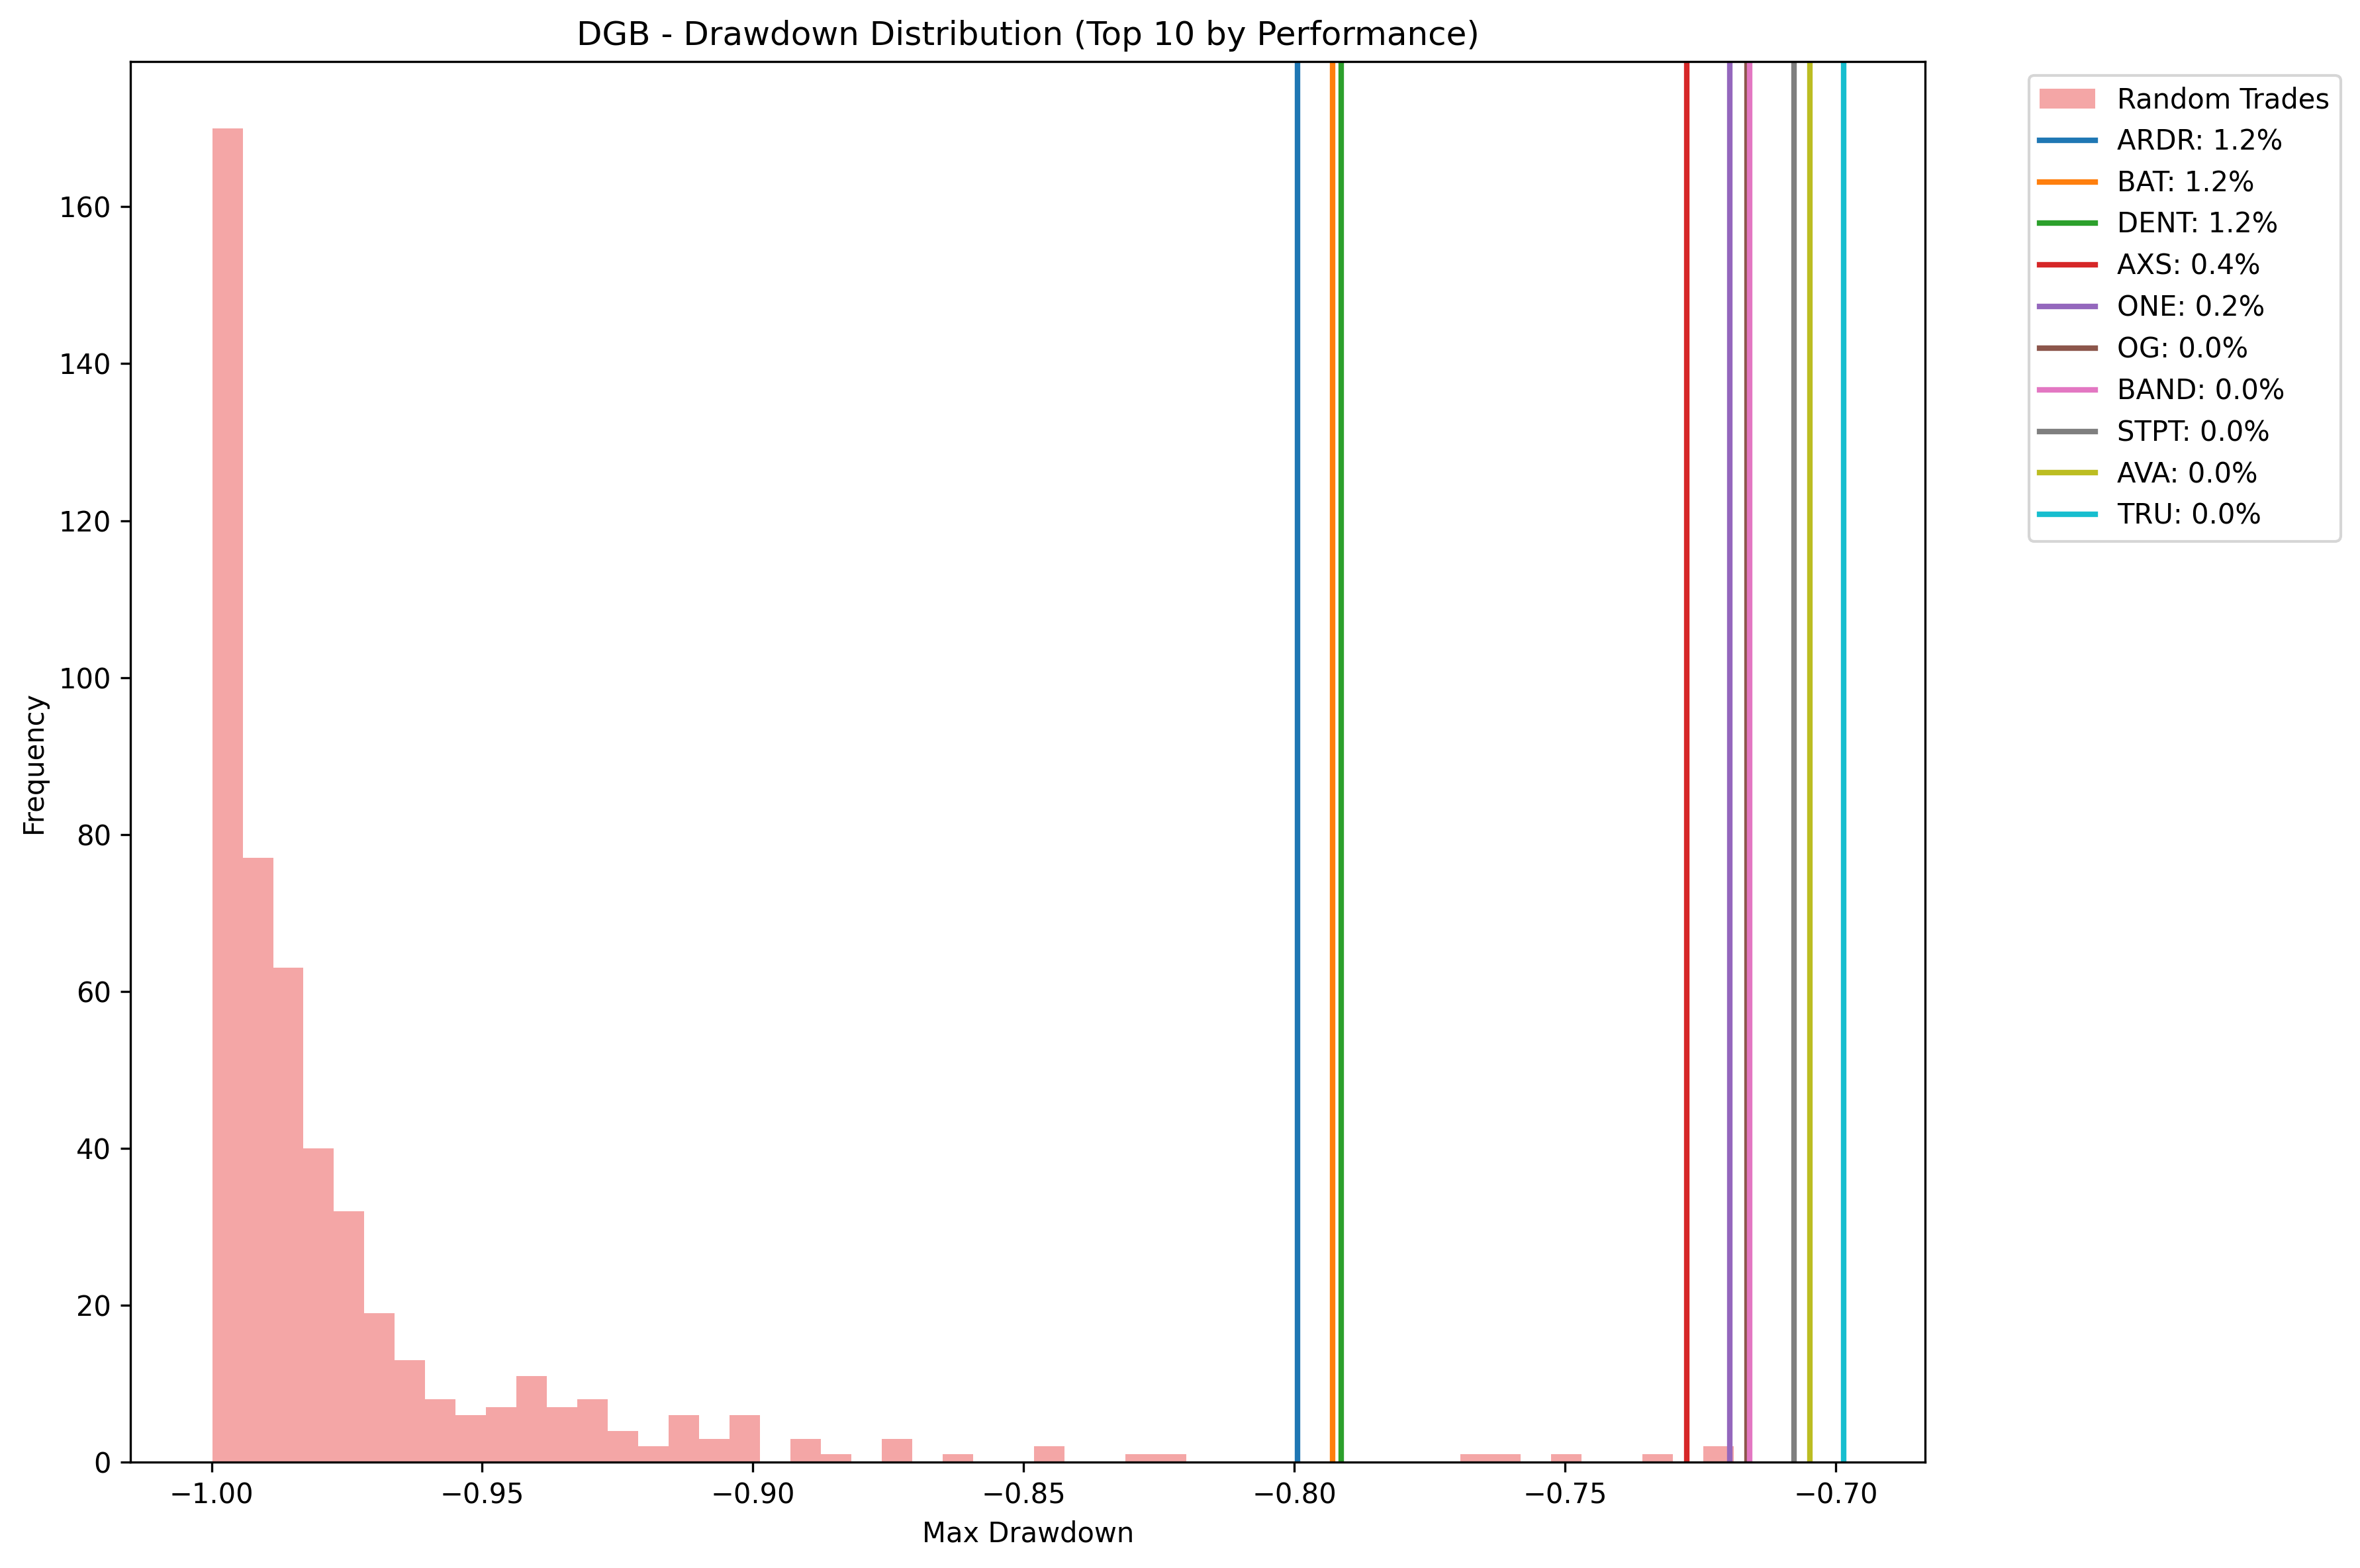 DGB - Drawdown Distribution (Top 10 by Performance)
Random Trades
ARDR: 1.2%
BAT: 1.2%
DENT: 1.2%
AXS: 0.4%
ONE: 0.2%
OG: 0.0%
BAND: 0.0%
STPT: 0.0%
AVA: 0.0%
TRU: 0.0%
Frequency
160
140
120
100
80
60
40
20
0
−1.00 −0.95 −0.90 −0.85 −0.80 −0.75 −0.70
Max Drawdown